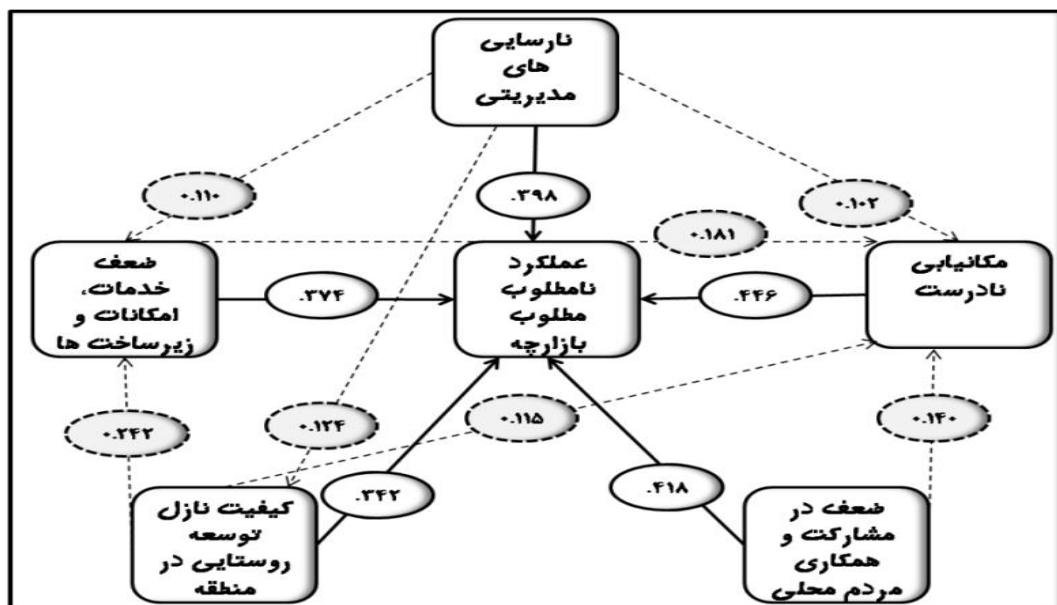 نارسایی
های
مدیریتی
۰.۱۱۰
.۳۹۸
۰.۱۰۲
۰.۱۸۱
ضعف
خدمات،
امکانات و
زیرساخت ها
.۳۷۴
عملکرد
نامطلوب
مطلوب
بازارچه
.۴۴۶
مکانیابی
نادرست
۰.۲۴۲
۰.۱۲۴
۰.۱۱۵
۰.۱۴۰
.۳۴۲
.۴۱۸
کیفیت نازل
توسعه
روستایی در
منطقه
ضعف در
مشارکت و
همکاری
مردم محلی